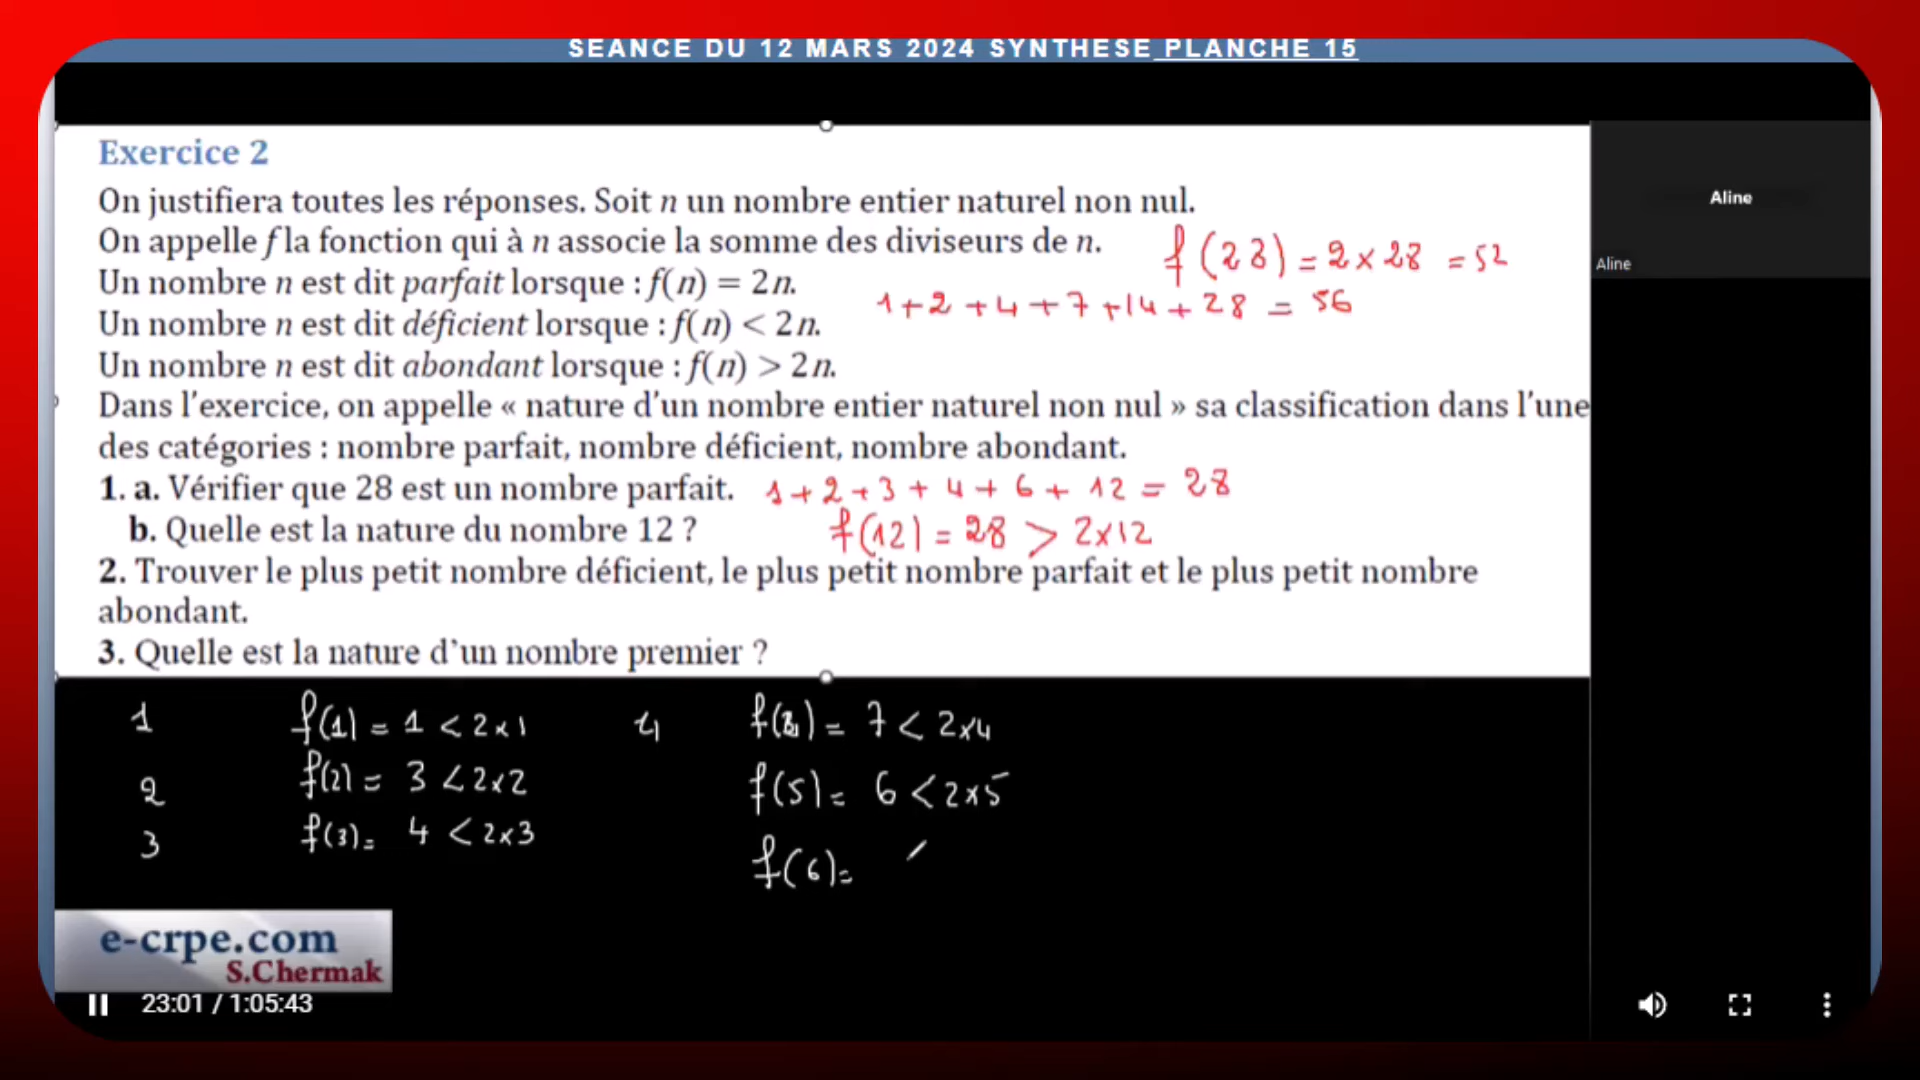 SEANCE DU 12 MARS 2024 SYNTHESE PLANCHE 15
Exercice 2
On justifiera toutes les réponses. Soit n un nombre entier naturel non nul.
On appelle f la fonction qui à n associe la somme des diviseurs de n.
f(28) = 2 × 28 = 52
Un nombre n est dit parfait lorsque : f(n) = 2n.
1 + 2 + 4 + 7 + 14 + 28 = 56
Un nombre n est dit déficient lorsque : f(n) < 2n.
Un nombre n est dit abondant lorsque : f(n) > 2n.
Dans l'exercice, on appelle « nature d'un nombre entier naturel non nul » sa classification dans l'une
des catégories : nombre parfait, nombre déficient, nombre abondant.
1. a. Vérifier que 28 est un nombre parfait. 1 + 2 + 3 + 4 + 6 + 12 = 28
b. Quelle est la nature du nombre 12 ? f(12) = 28 > 2×12
2. Trouver le plus petit nombre déficient, le plus petit nombre parfait et le plus petit nombre
abondant.
3. Quelle est la nature d'un nombre premier ?
1 f(1) = 1 < 2×1
2 f(2) = 3 < 2×2
3 f(3) = 4 < 2×3
4 f(4) = 7 < 2×4
f(5) = 6 < 2×5
f(6) =
Aline
Aline
e-crpe.com
S.Chermak
23:01 / 1:05:43